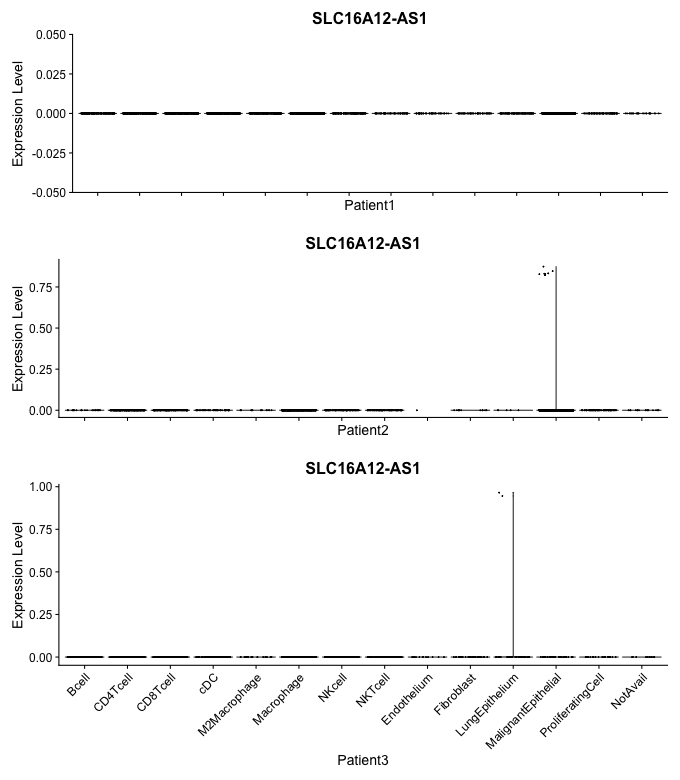 SLC16A12-AS1
Expression Level
0.050
0.025
0.000
-0.025
-0.050
Patient1
SLC16A12-AS1
Expression Level
0.75
0.50
0.25
0.00
Patient2
SLC16A12-AS1
Expression Level
1.00
0.75
0.50
0.25
0.00
Bcell
CD4Tcell
CD8Tcell
cDC
M2Macrophage
Macrophage
NKcell
NKTcell
Endothelium
Fibroblast
LungEpithelium
MalignantEpithelial
ProliferatingCell
NotAvail
Patient3